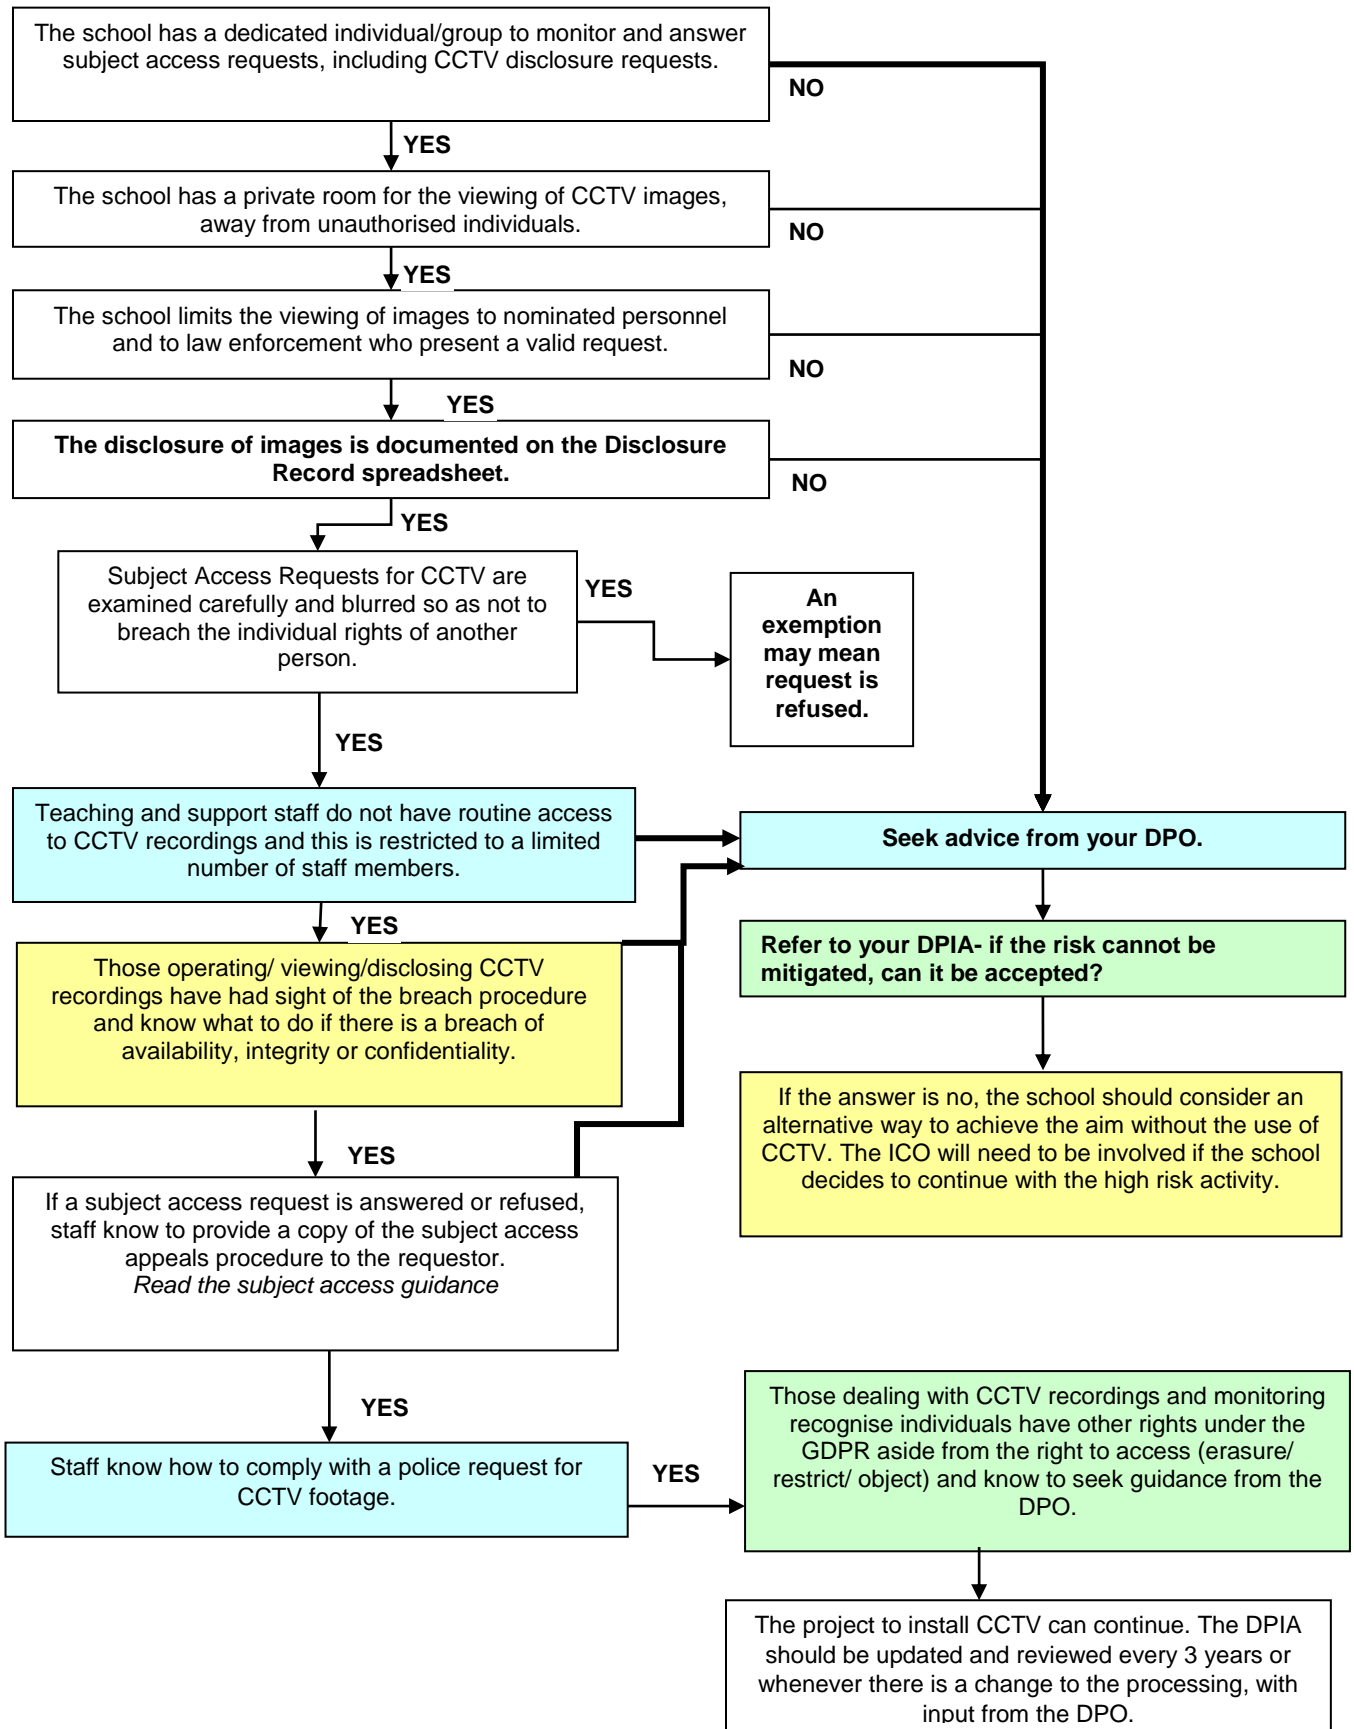 The school has a dedicated individual/group to monitor and answer
subject access requests, including CCTV disclosure requests.
NO
YES
The school has a private room for the viewing of CCTV images,
away from unauthorised individuals.
NO
YES
The school limits the viewing of images to nominated personnel
and to law enforcement who present a valid request.
NO
YES
The disclosure of images is documented on the Disclosure
Record spreadsheet.
NO
YES
Subject Access Requests for CCTV are
examined carefully and blurred so as not to
breach the individual rights of another
person.
YES
An
exemption
may mean
request is
refused.
YES
Teaching and support staff do not have routine access
to CCTV recordings and this is restricted to a limited
number of staff members.
Seek advice from your DPO.
YES
Refer to your DPIA- if the risk cannot be
mitigated, can it be accepted?
Those operating/ viewing/disclosing CCTV
recordings have had sight of the breach procedure
and know what to do if there is a breach of
availability, integrity or confidentiality.
If the answer is no, the school should consider an
alternative way to achieve the aim without the use of
CCTV. The ICO will need to be involved if the school
decides to continue with the high risk activity.
YES
If a subject access request is answered or refused,
staff know to provide a copy of the subject access
appeals procedure to the requestor.
Read the subject access guidance
YES
Staff know how to comply with a police request for
CCTV footage.
YES
Those dealing with CCTV recordings and monitoring
recognise individuals have other rights under the
GDPR aside from the right to access (erasure/
restrict/ object) and know to seek guidance from the
DPO.
The project to install CCTV can continue. The DPIA
should be updated and reviewed every 3 years or
whenever there is a change to the processing, with
input from the DPO.